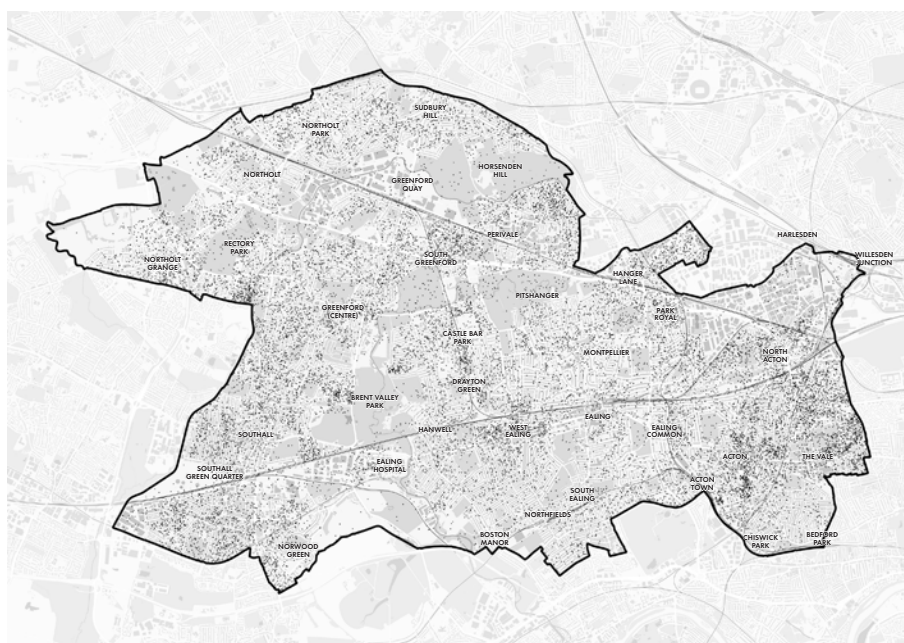 SUDBURY
HILL
NORTHOLT
PARK
HORSENDEN
HILL
NORTHOLT
GREENFORD
QUAY
PERIVALE
HARLESDEN
RECTORY
PARK
SOUTH
GREENFORD
WILLESDEN
JUNCTION
NORTHOLT
GRANGE
HANGER
LANE
PITSHANGER
GREENFORD
(CENTRE)
PARK
ROYAL
CASTLE BAR
PARK
MONTPELLIER
NORTH
ACTON
DRAYTON
GREEN
BRENT VALLEY
PARK
EALING
HANWELL
WEST
EALING
EALING
COMMON
SOUTHALL
ACTON
THE VALE
EALING
HOSPITAL
SOUTHALL
GREEN QUARTER
ACTON
TOWN
SOUTH
EALING
NORTHFIELDS
BOSTON
MANOR
CHISWICK
PARK
BEDFORD
PARK
NORWOOD
GREEN